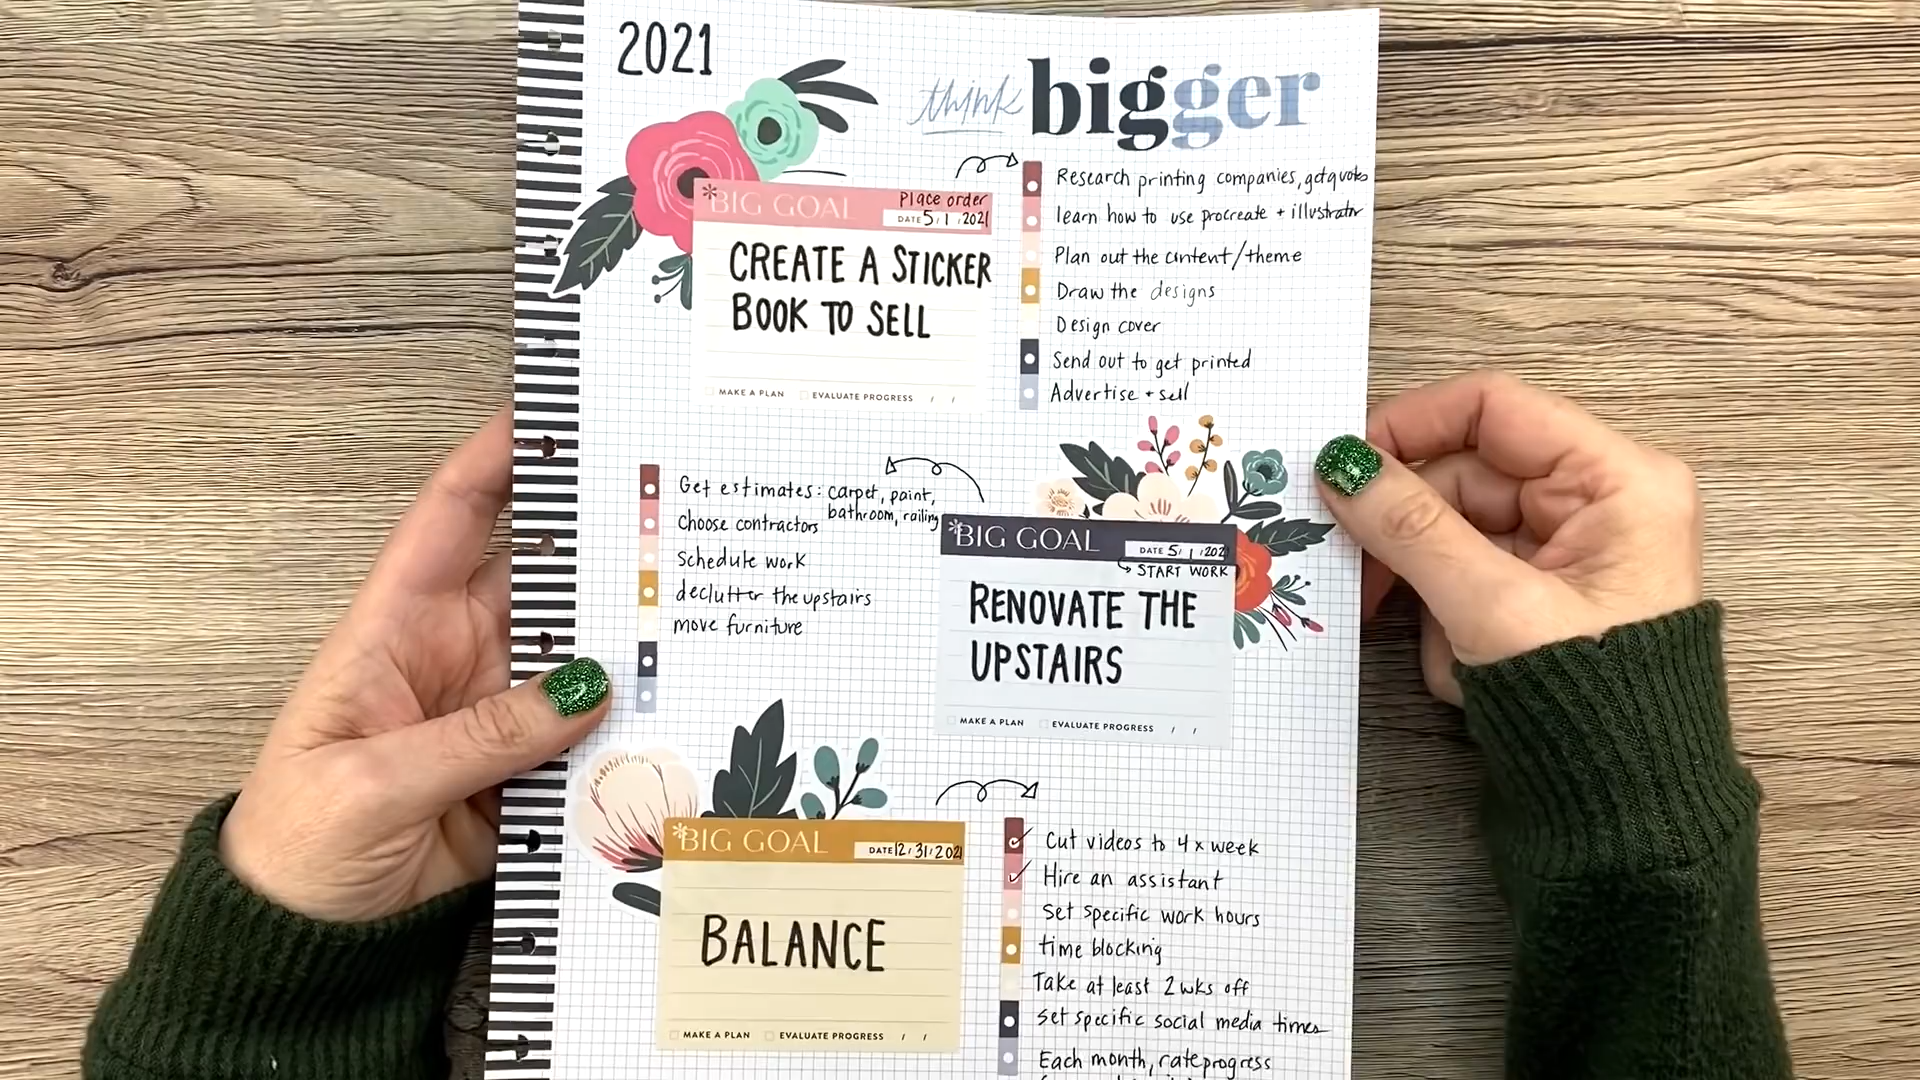 2021
think bigger
*BIG GOAL
Place order
DATE 5/1/2021
CREATE A STICKER
BOOK TO SELL
MAKE A PLAN EVALUATE PROGRESS / /
Research printing companies, get quotes
learn how to use procreate + illustrator
Plan out the content/theme
Draw the designs
Design cover
Send out to get printed
Advertise + sell
Get estimates: carpet, paint,
bathroom, railing
Choose contractors
schedule work
declutter the upstairs
move furniture
*BIG GOAL
DATE 5/1/202
START WORK
RENOVATE THE
UPSTAIRS
MAKE A PLAN EVALUATE PROGRESS / /
*BIG GOAL
DATE 12/31/2021
BALANCE
MAKE A PLAN EVALUATE PROGRESS / /
Cut videos to 4 x week
Hire an assistant
Set specific work hours
time blocking
Take at least 2 wks off
Set specific social media times
Each month, rate progress